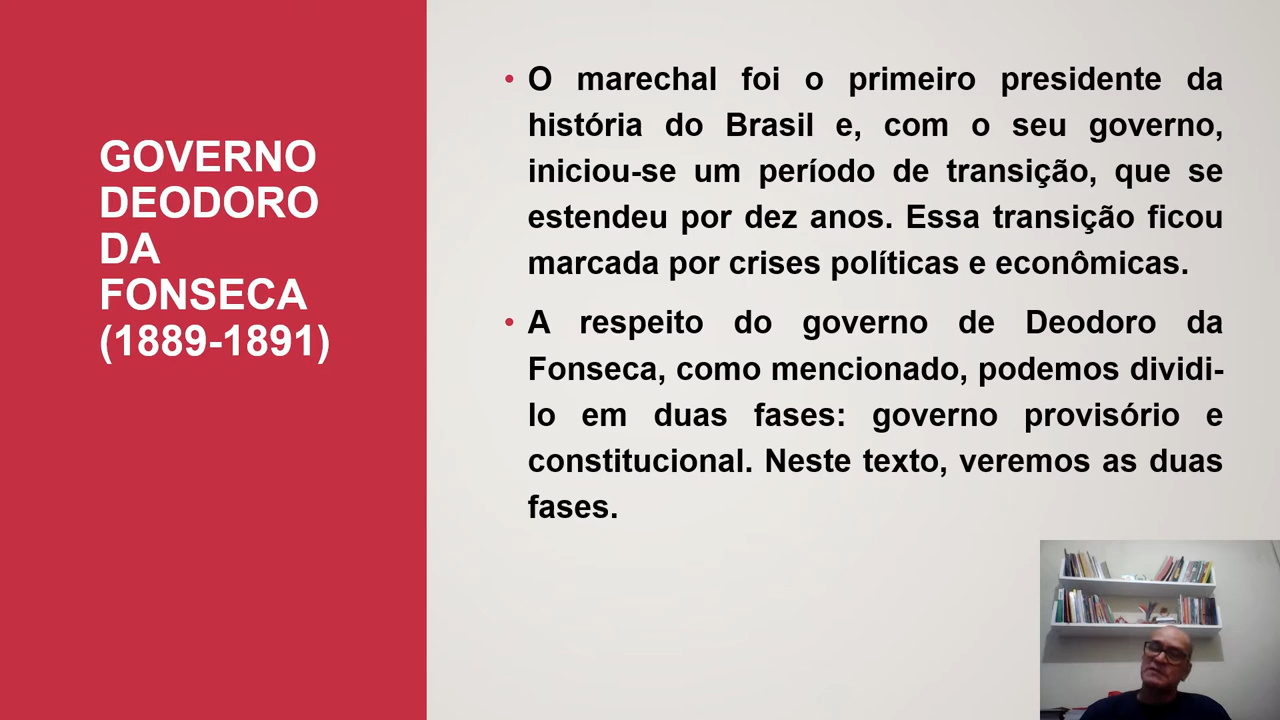 GOVERNO
DEODORO
DA
FONSECA
(1889-1891)
• O marechal foi o primeiro presidente da
história do Brasil e, com o seu governo,
iniciou-se um período de transição, que se
estendeu por dez anos. Essa transição ficou
marcada por crises políticas e econômicas.
• A respeito do governo de Deodoro da
Fonseca, como mencionado, podemos dividi-
lo em duas fases: governo provisório e
constitucional. Neste texto, veremos as duas
fases.